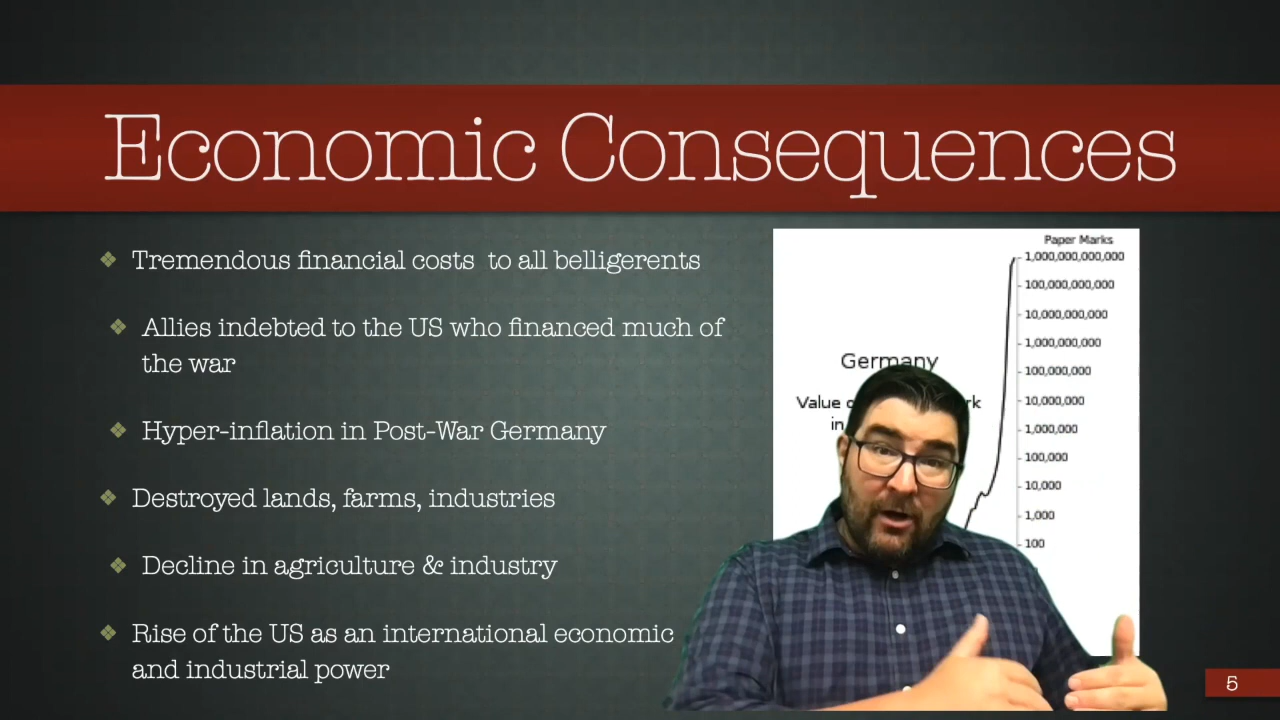 Economic Consequences
Tremendous financial costs to all belligerents
Allies indebted to the US who financed much of
the war
Hyper-inflation in Post-War Germany
Destroyed lands, farms, industries
Decline in agriculture & industry
Rise of the US as an international economic
and industrial power
Paper Marks
1,000,000,000,000
100,000,000,000
10,000,000,000
1,000,000,000
100,000,000
10,000,000
1,000,000
100,000
10,000
1,000
100
Germany
Value
in
5